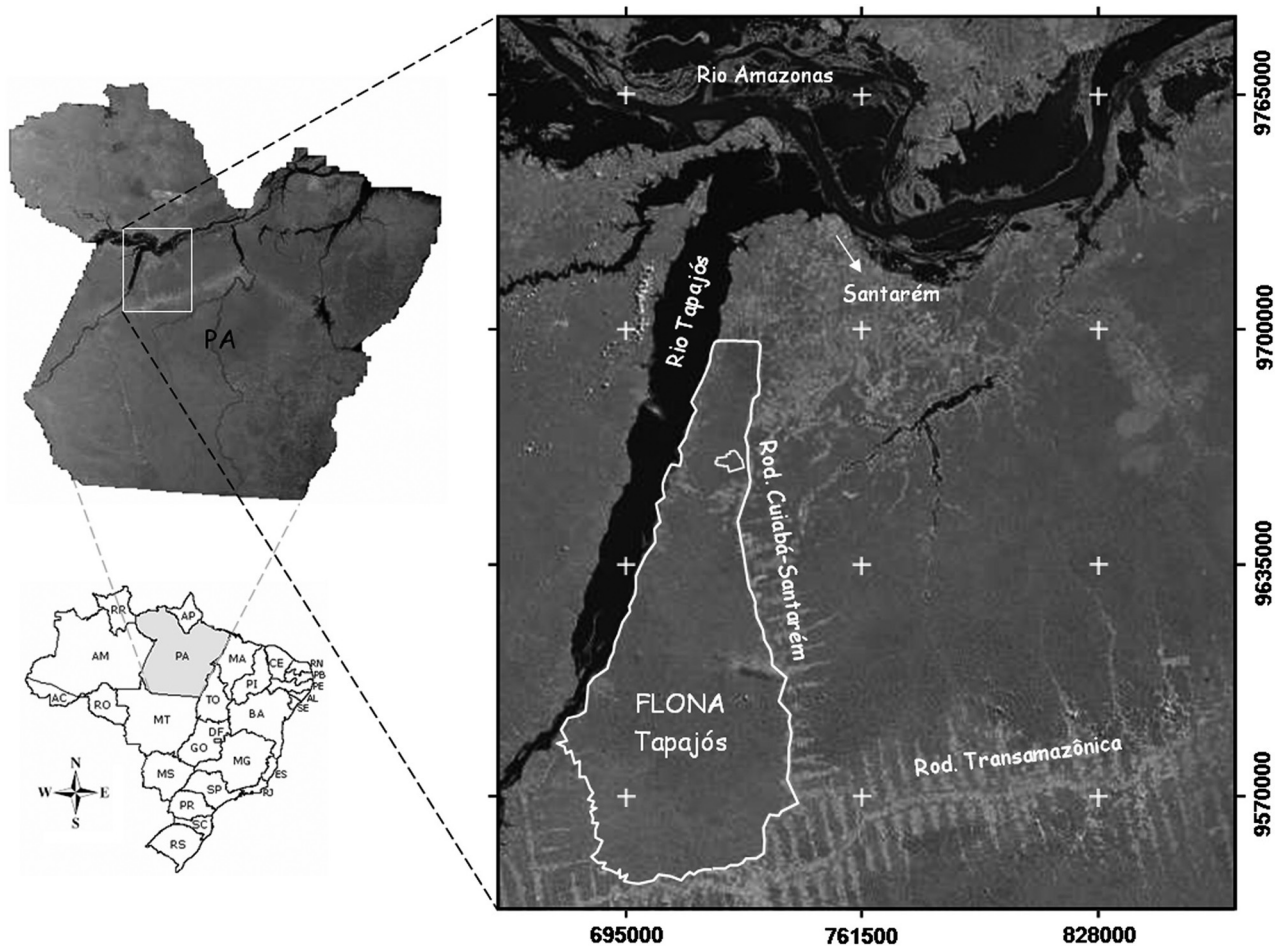 Rio Amazonas
9765000
Rio Tapajós
Santarém
PA
9700000
Rod. Cuiabá-Santarém
9635000
FLONA
Tapajós
Rod. Transamazônica
9570000
695000
761500
828000
RR
AP
AM
PA
MA
CE
RN
PB
PE
AL
SE
PI
AC
RO
TO
BA
MT
DF
GO
MG
ES
MS
SP
RJ
PR
SC
RS
N
W
E
S